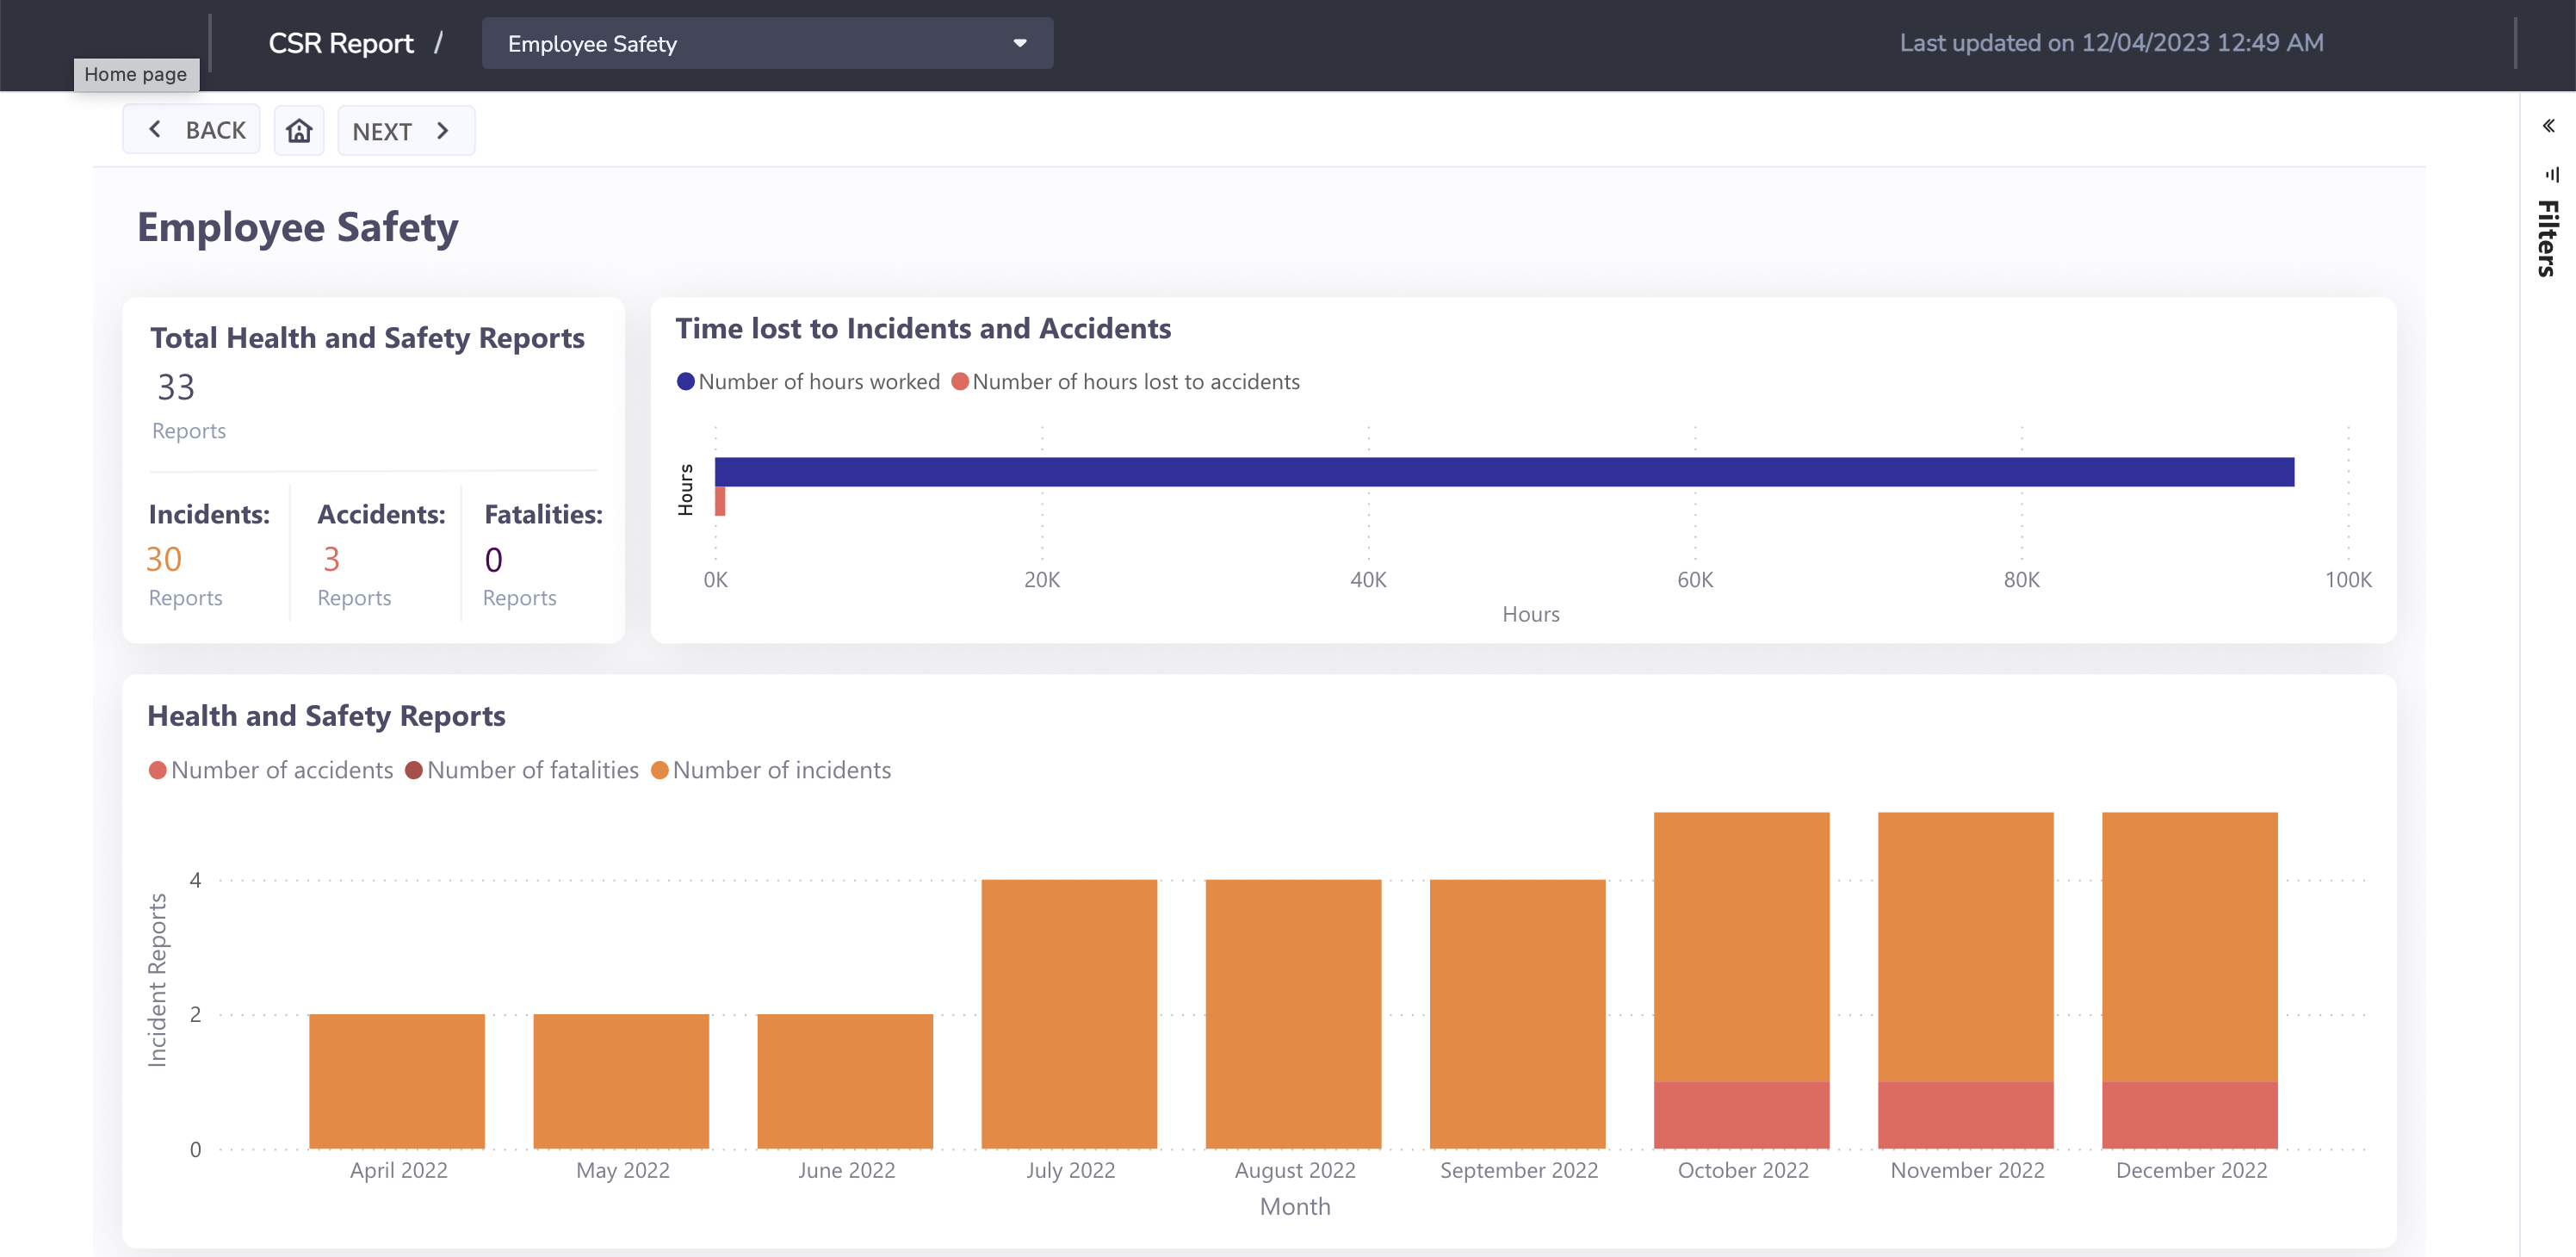 CSR Report /
Employee Safety
Last updated on 12/04/2023 12:49 AM
Home page
BACK
NEXT
Filters
Employee Safety
Total Health and Safety Reports
33
Reports
Incidents: Accidents: Fatalities:
30 3 0
Reports Reports Reports
Time lost to Incidents and Accidents
Number of hours worked Number of hours lost to accidents
Hours
0K 20K 40K 60K 80K 100K
Hours
Health and Safety Reports
Number of accidents Number of fatalities Number of incidents
Incident Reports
4
2
0
April 2022 May 2022 June 2022 July 2022 August 2022 September 2022 October 2022 November 2022 December 2022
Month